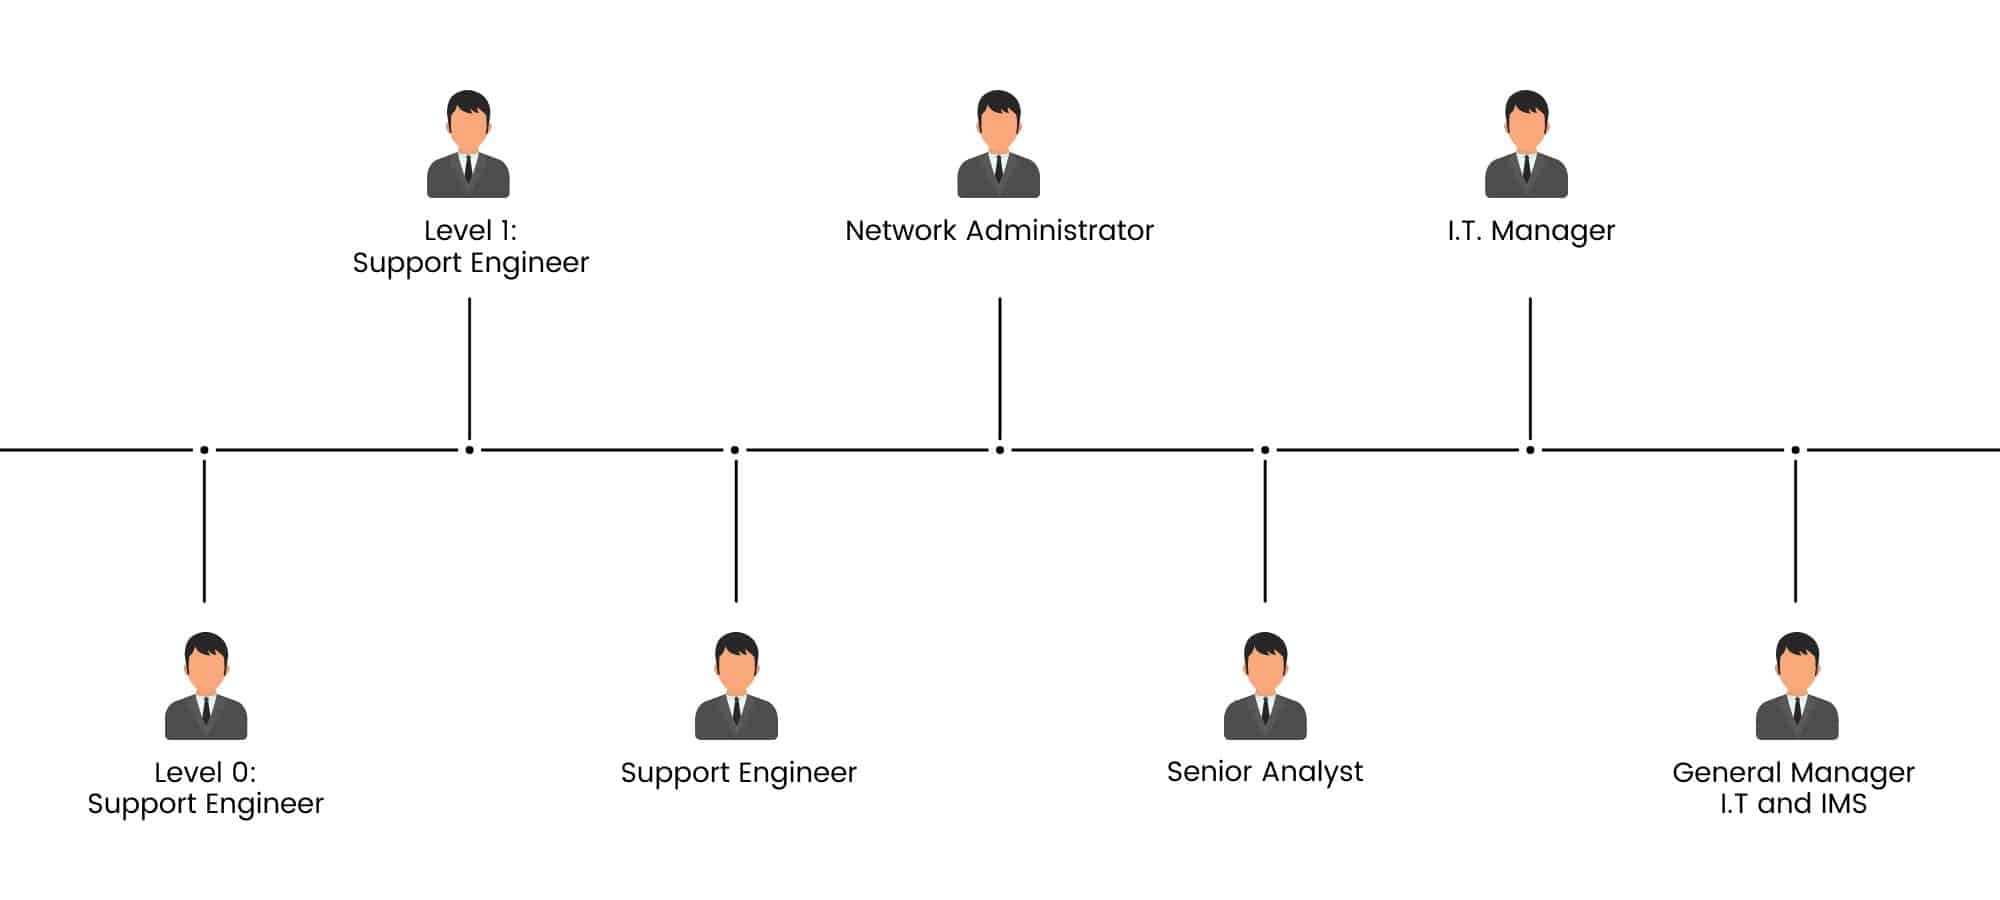 Level 1:
Support Engineer
Network Administrator
I.T. Manager
Level 0:
Support Engineer
Support Engineer
Senior Analyst
General Manager
I.T and IMS